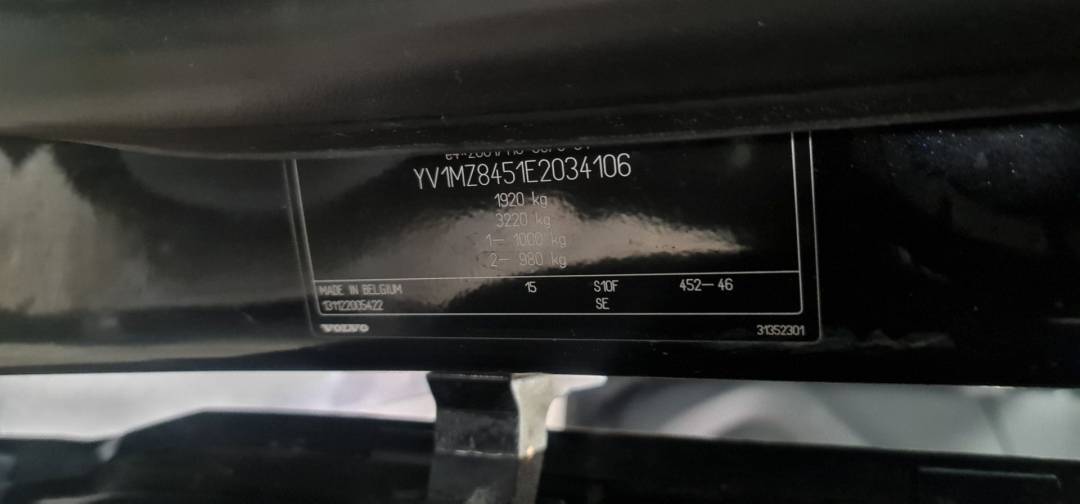 YV1MZ8451E2034106
1920 kg
3220 kg
1– 1000 kg
2– 980 kg
MADE IN BELGIUM 15 S10F 452–46
131122005422 SE
VOLVO 31352301